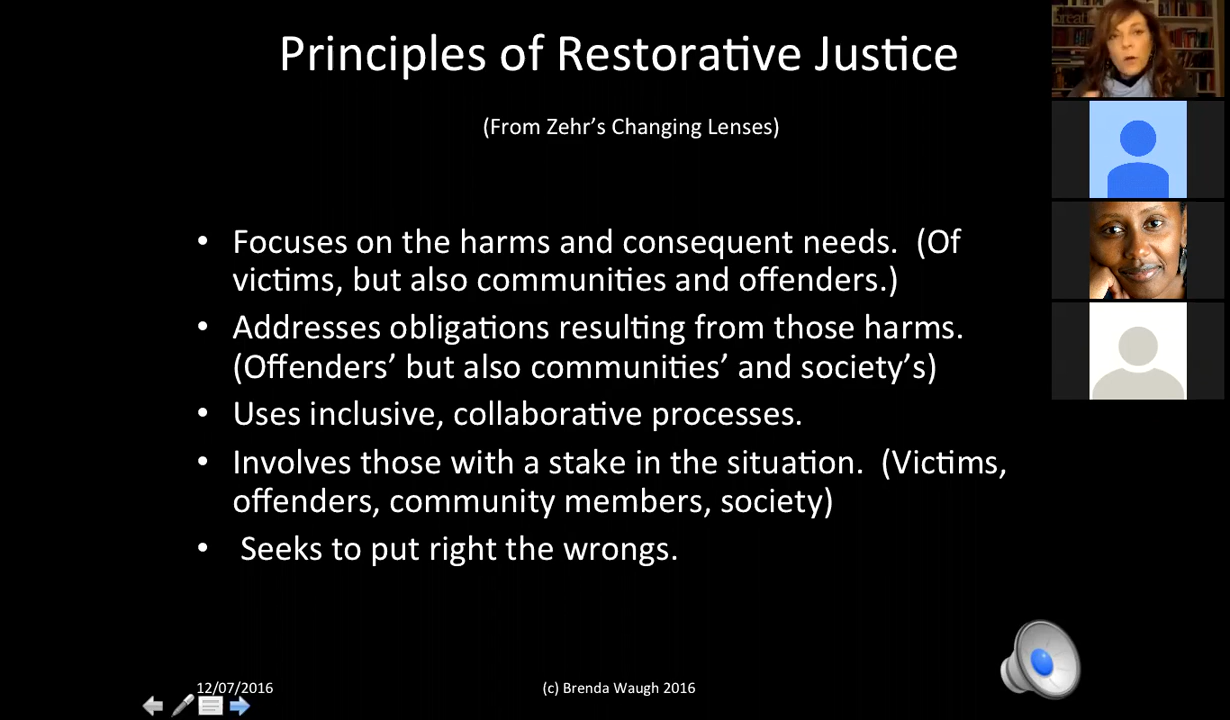 Principles of Restorative Justice
(From Zehr’s Changing Lenses)
• Focuses on the harms and consequent needs. (Of
victims, but also communities and offenders.)
• Addresses obligations resulting from those harms.
(Offenders’ but also communities’ and society’s)
• Uses inclusive, collaborative processes.
• Involves those with a stake in the situation. (Victims,
offenders, community members, society)
• Seeks to put right the wrongs.
12/07/2016
(c) Brenda Waugh 2016